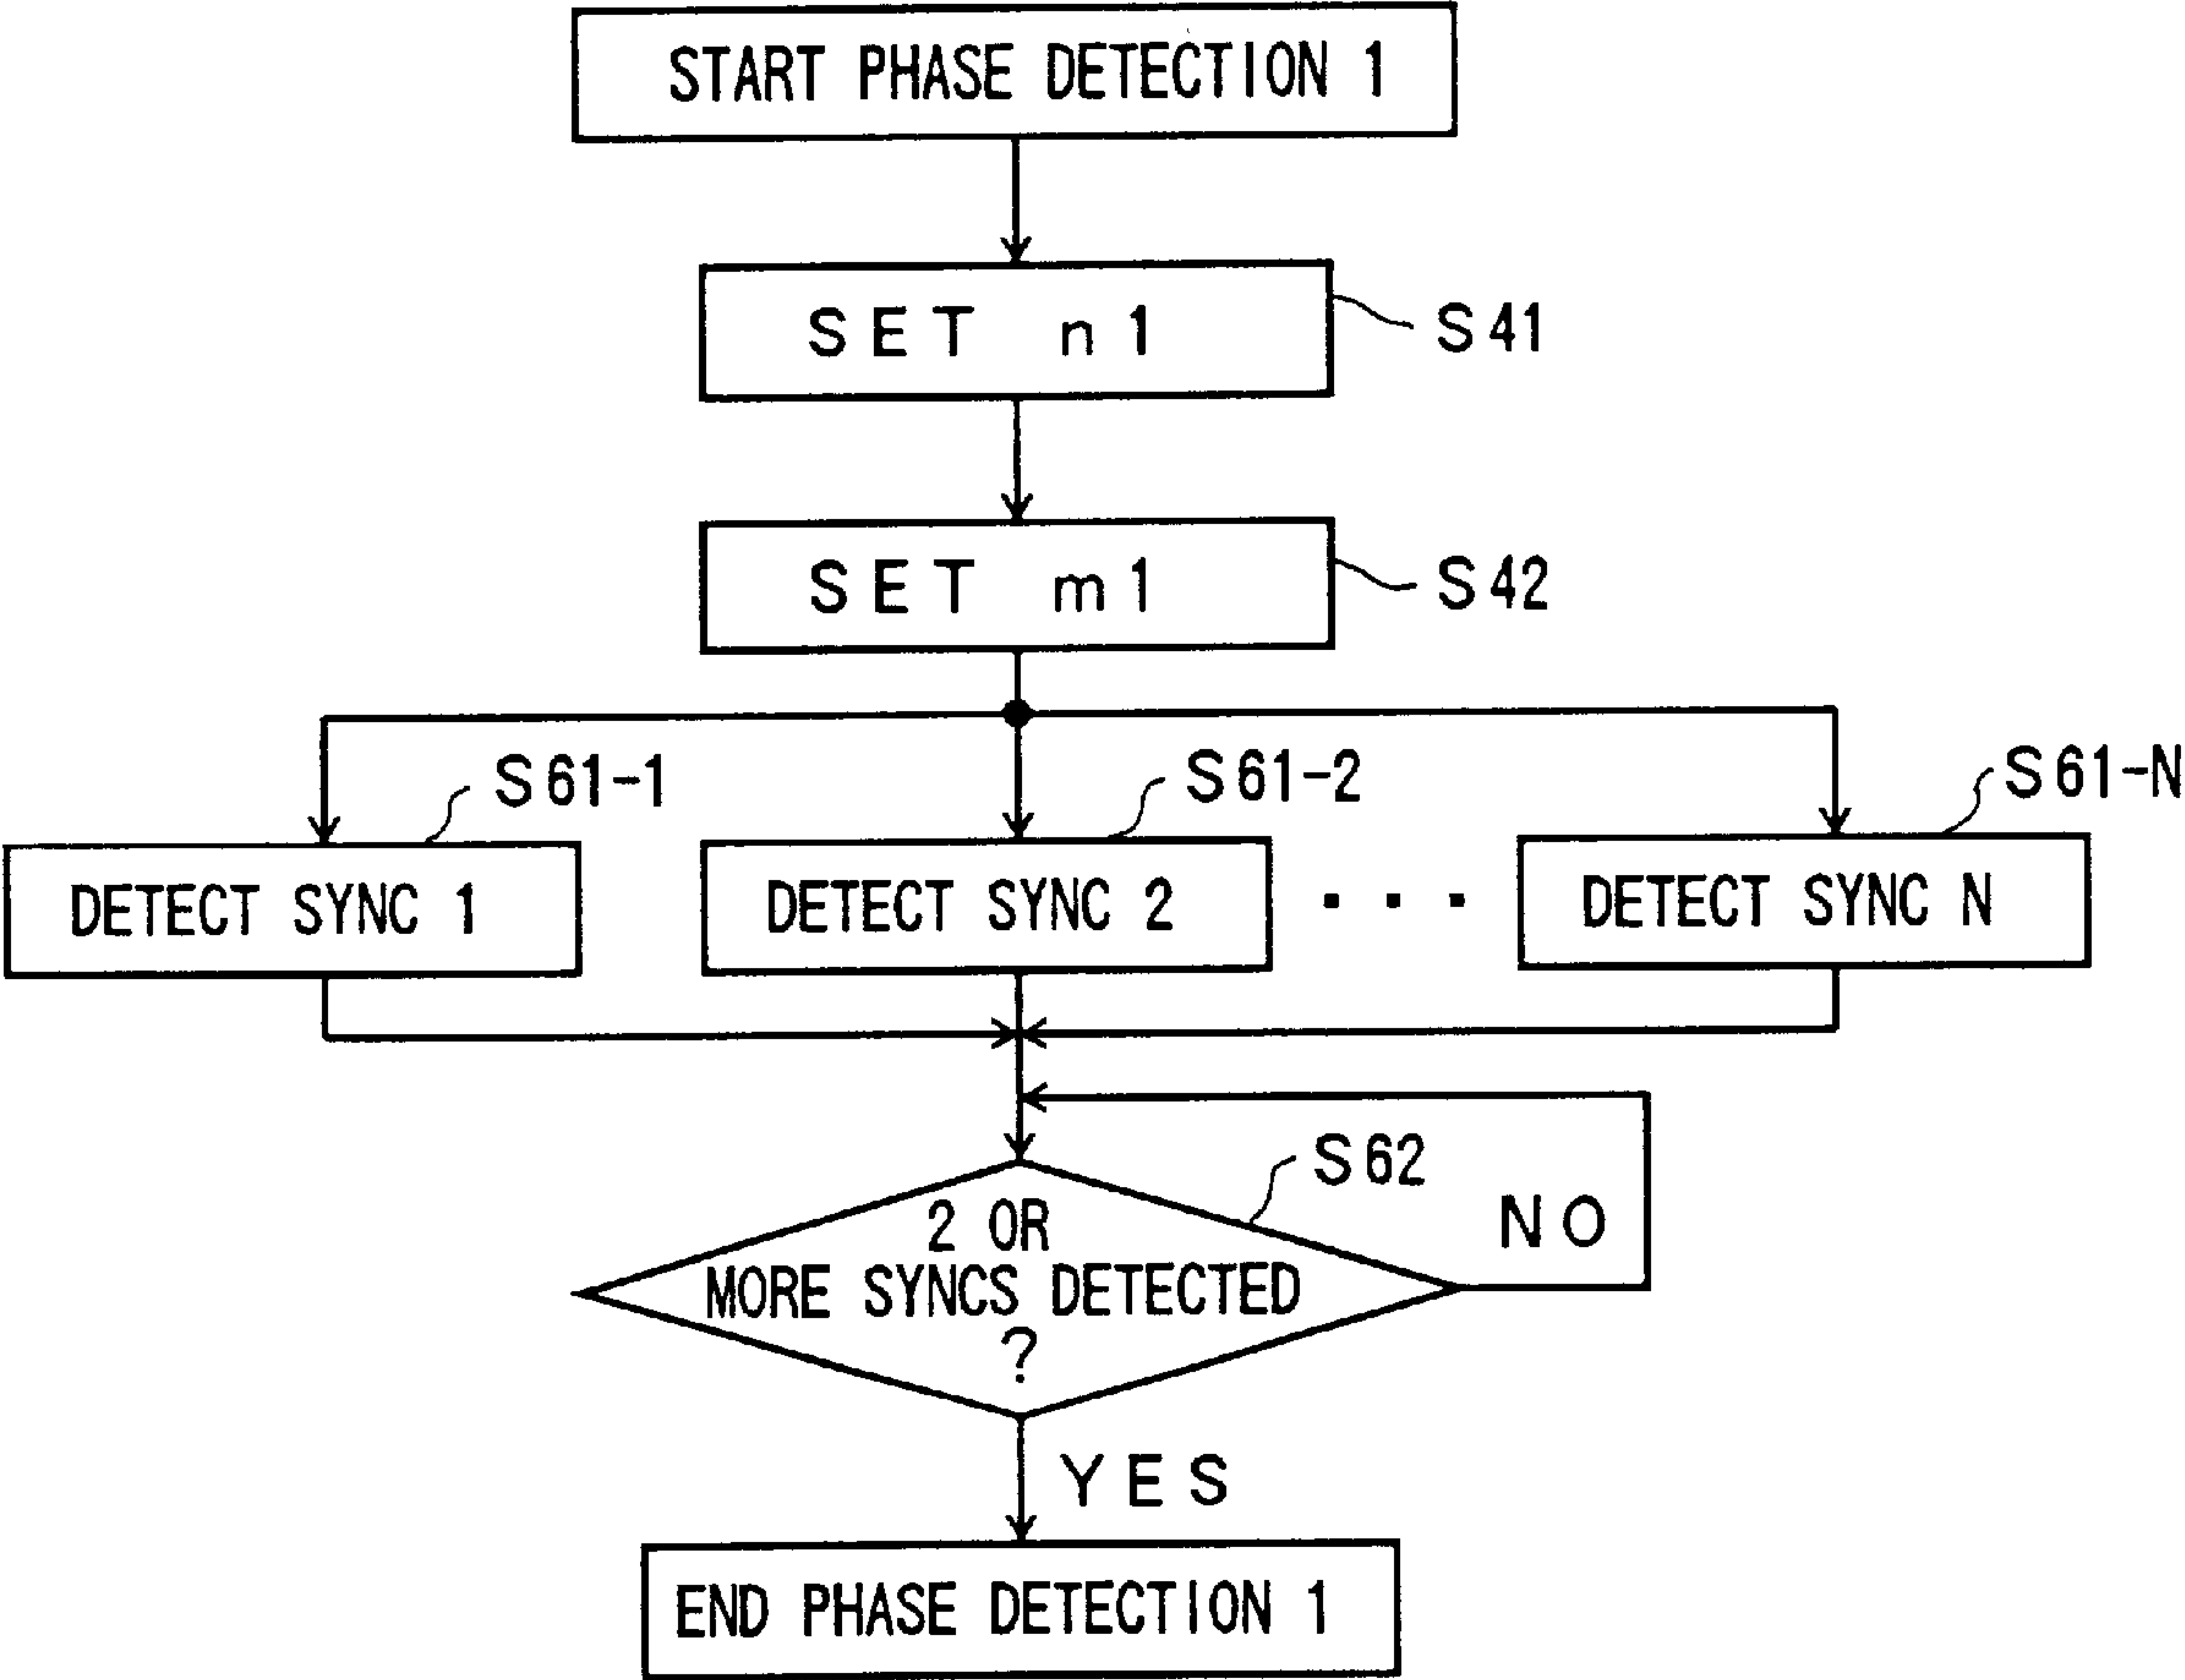 START PHASE DETECTION 1
SET n1
S41
SET m1
S42
S61-1
S61-2
S61-N
DETECT SYNC 1
DETECT SYNC 2
. . .
DETECT SYNC N
S62
NO
2 OR
MORE SYNCS DETECTED
?
YES
END PHASE DETECTION 1